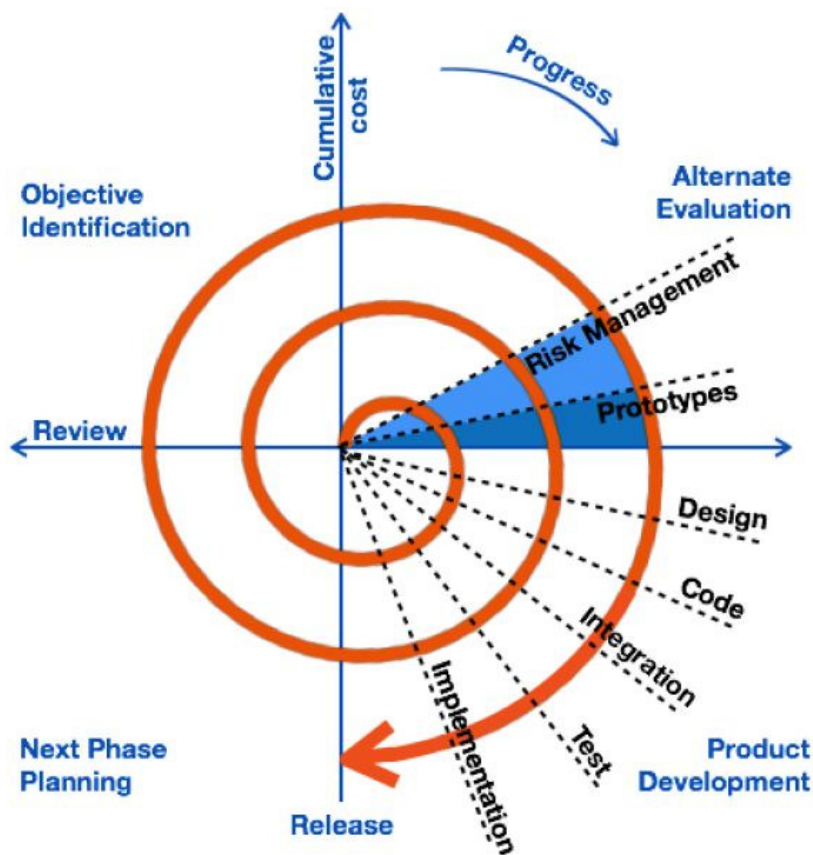 Cumulative
cost
Progress
Objective
Identification
Alternate
Evaluation
Risk Management
Prototypes
Review
Design
Code
Integration
Test
Implementation
Next Phase
Planning
Product
Development
Release